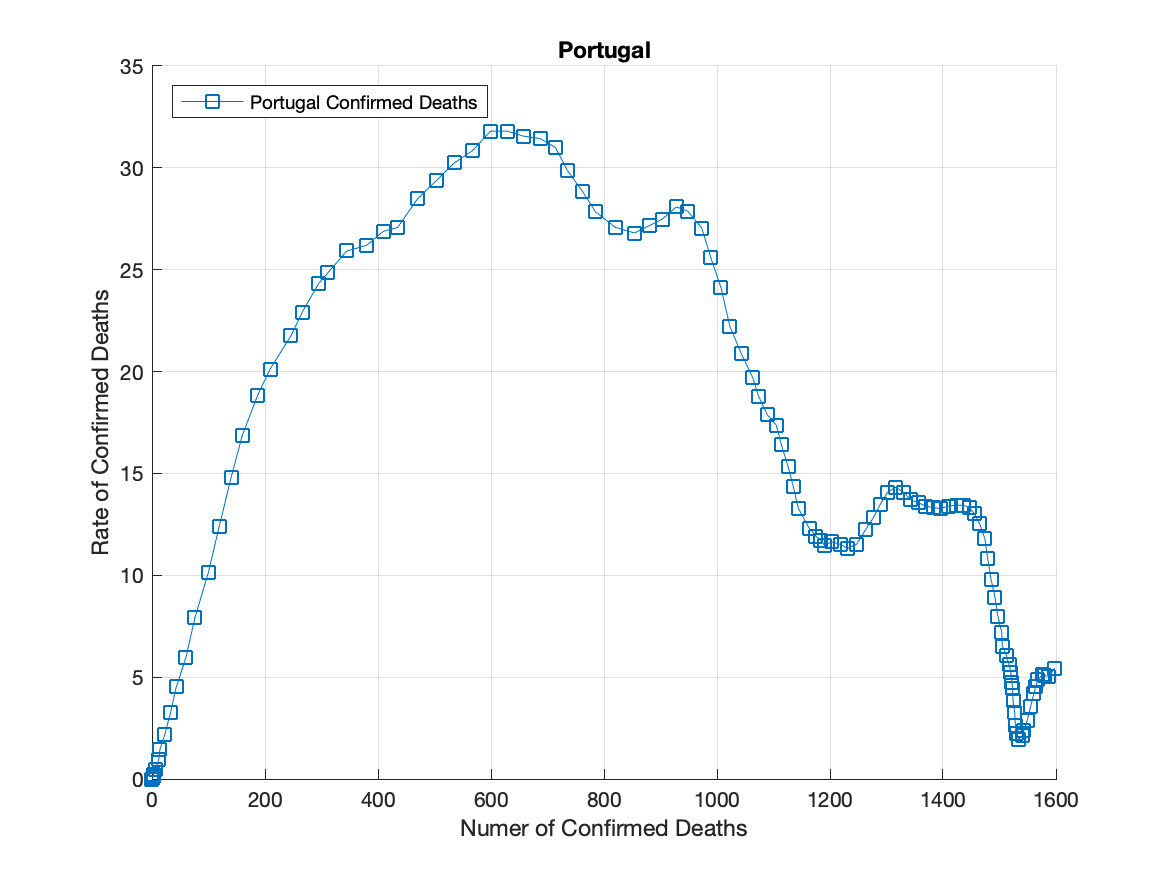 Portugal
Portugal Confirmed Deaths
Rate of Confirmed Deaths
35
30
25
20
15
10
5
0
0 200 400 600 800 1000 1200 1400 1600
Numer of Confirmed Deaths